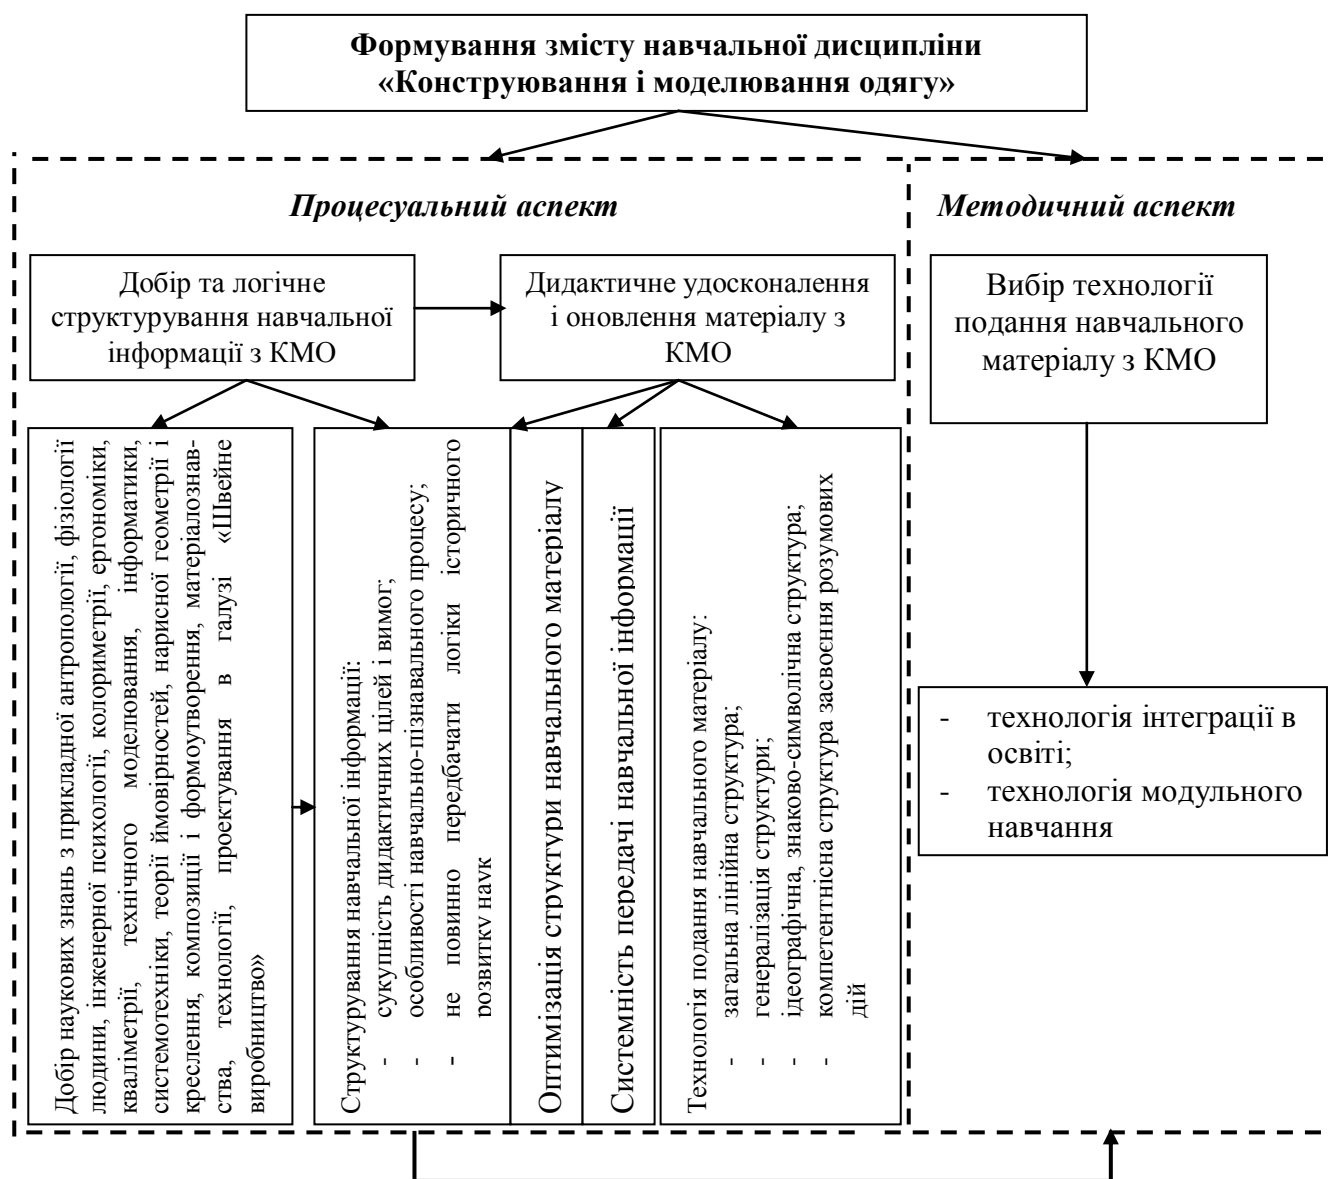 Формування змісту навчальної дисципліни
«Конструювання і моделювання одягу»
Процесуальний аспект
Методичний аспект
Добір та логічне
структурування навчальної
інформації з КМО
Дидактичне удосконалення
і оновлення матеріалу з
КМО
Вибір технології
подання навчального
матеріалу з КМО
Добір наукових знань з прикладної антропології, фізіології
людини, інженерної психології, колориметрії, ергономіки,
кваліметрії, технічного моделювання, інформатики,
системотехніки, теорії ймовірностей, нарисної геометрії і
креслення, композиції і формоутворення, матеріалознав-
ства, технології, проектування в галузі «Швейне
виробництво»
Структурування навчальної інформації:
- сукупність дидактичних цілей і вимог;
- особливості навчально-пізнавального процесу;
- не повинно передбачати логіки історичного
розвитку наук
Оптимізація структури навчального матеріалу
Системність передачі навчальної інформації
Технологія подання навчального матеріалу:
- загальна лінійна структура;
- генералізація структури;
- ідеографічна, знаково-символічна структура;
- компетентнісна структура засвоєння розумових
дій
- технологія інтеграції в
освіті;
- технологія модульного
навчання